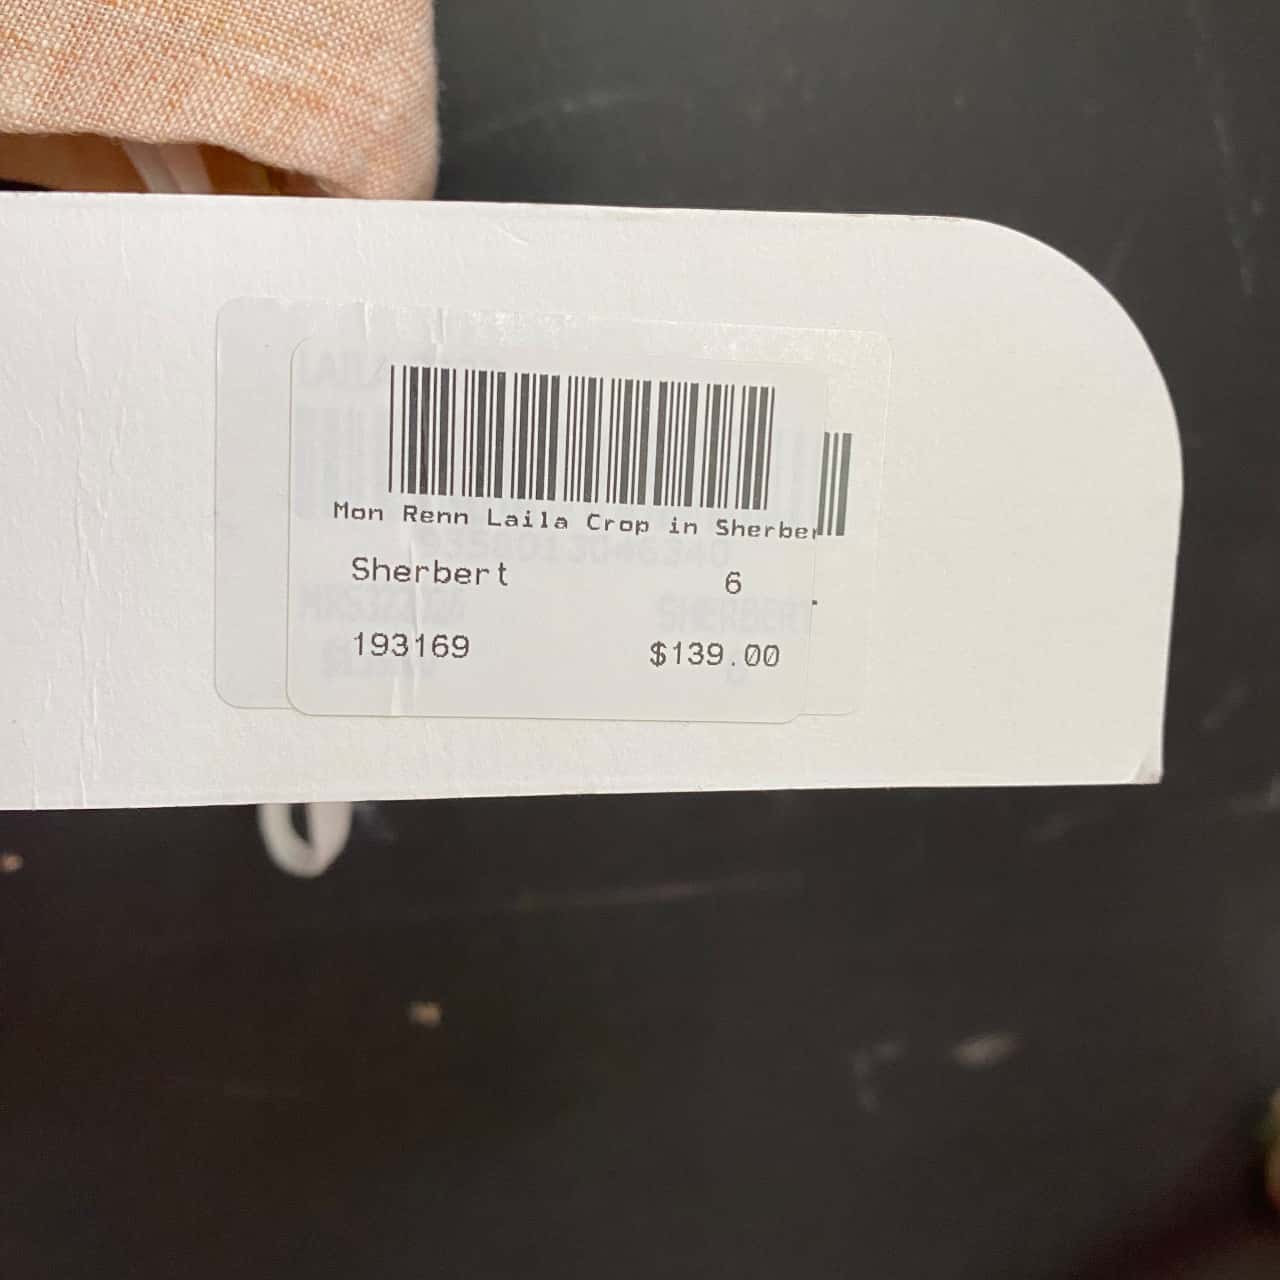 Mon Renn Laila Crop in Sherber
Sherbert 6
193169 $139.00